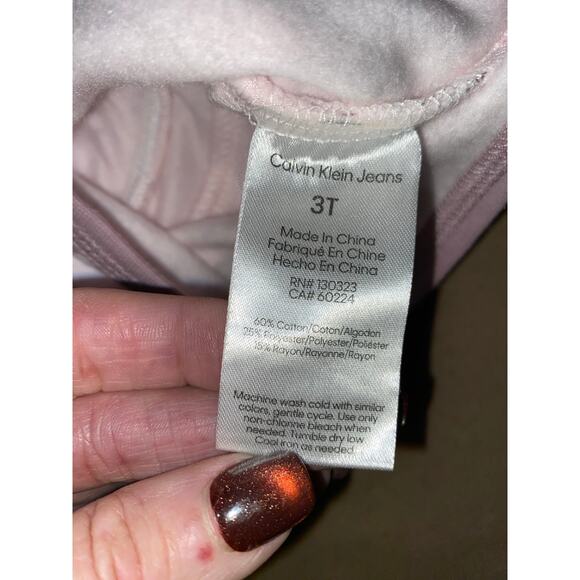 Calvin Klein Jeans
3T
Made In China
Fabriqué En Chine
Hecho En China
RN# 130323
CA# 60224
60% Cotton/Coton/Algodon
25% Polyester/Polyester/Poliéster
15% Rayon/Rayonne/Rayon
Machine wash cold with similar
colors, gentle cycle. Use only
non-chlorine bleach when
needed. Tumble dry low
Cool iron as needed